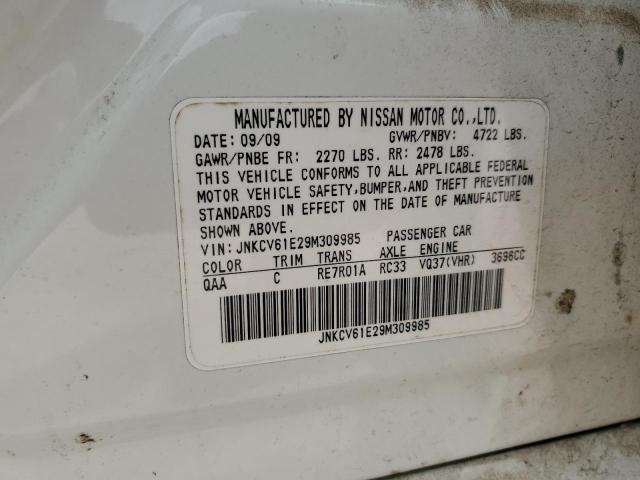 MANUFACTURED BY NISSAN MOTOR CO.,LTD.
DATE: 09/09 GVWR/PNBV: 4722 LBS.
GAWR/PNBE FR: 2270 LBS. RR: 2478 LBS.
THIS VEHICLE CONFORMS TO ALL APPLICABLE FEDERAL
MOTOR VEHICLE SAFETY,BUMPER,AND THEFT PREVENTION
STANDARDS IN EFFECT ON THE DATE OF MANUFACTURE
SHOWN ABOVE.
VIN: JNKCV61E29M309985 PASSENGER CAR
COLOR TRIM TRANS AXLE ENGINE
QAA C RE7R01A RC33 VQ37(VHR) 3696CC
JNKCV61E29M309985